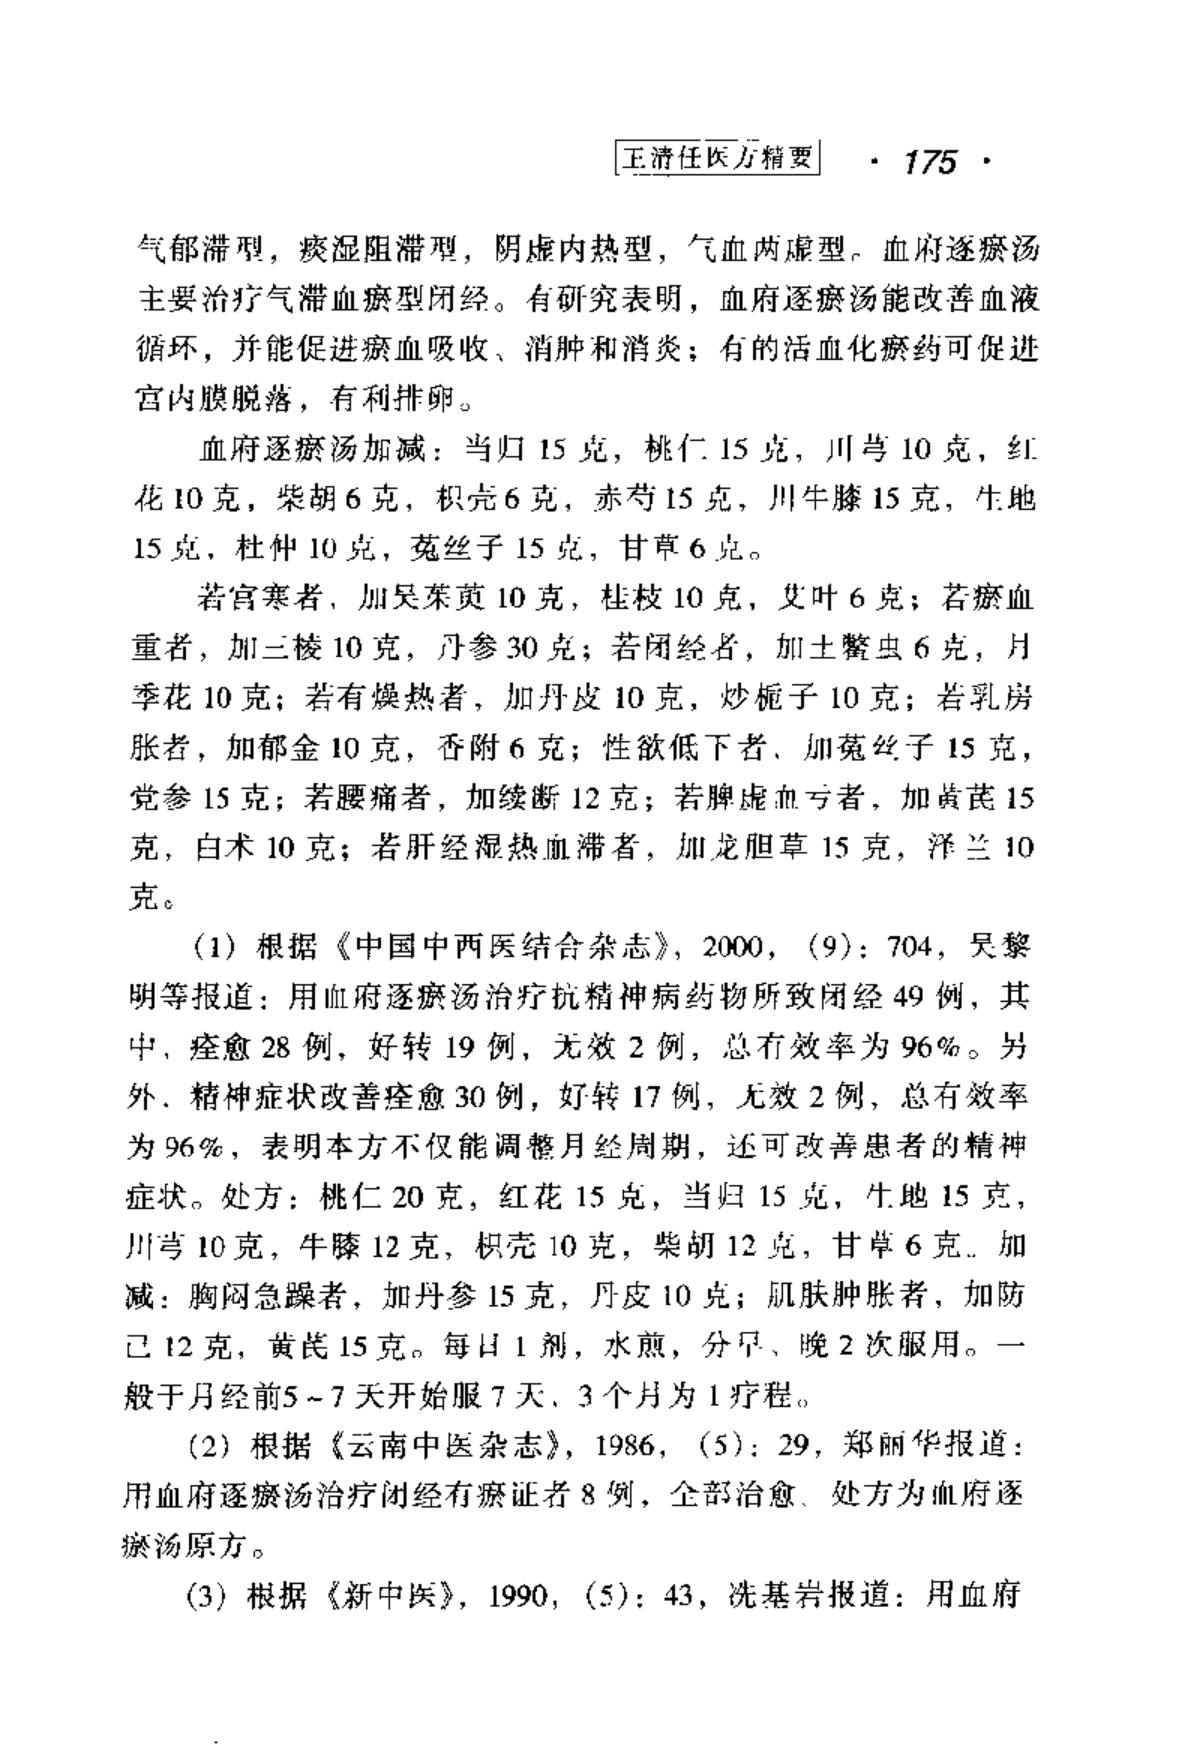 王清任医方精要 · 175 ·
气郁滞型，痰湿阻滞型，阴虚内热型，气血两虚型。血府逐瘀汤
主要治疗气滞血瘀型闭经。有研究表明，血府逐瘀汤能改善血液
循环，并能促进瘀血吸收、消肿和消炎；有的活血化瘀药可促进
宫内膜脱落，有利排卵。
血府逐瘀汤加减：当归 15 克，桃仁 15 克，川芎 10 克，红
花 10 克，柴胡 6 克，枳壳 6 克，赤芍 15 克，川牛膝 15 克，生地
15 克，杜仲 10 克，菟丝子 15 克，甘草 6 克。
若宫寒者，加吴茱萸 10 克，桂枝 10 克，艾叶 6 克；若瘀血
重者，加三棱 10 克，丹参 30 克；若闭经者，加土鳖虫 6 克，月
季花 10 克；若有燥热者，加丹皮 10 克，炒栀子 10 克；若乳房
胀者，加郁金 10 克，香附 6 克；性欲低下者，加菟丝子 15 克，
党参 15 克；若腰痛者，加续断 12 克；若脾虚血亏者，加黄芪 15
克，白术 10 克；若肝经湿热血滞者，加龙胆草 15 克，泽兰 10
克。
（1）根据《中国中西医结合杂志》，2000，（9）：704，吴黎
明等报道：用血府逐瘀汤治疗抗精神病药物所致闭经 49 例，其
中，痊愈 28 例，好转 19 例，无效 2 例，总有效率为 96%。另
外，精神症状改善痊愈 30 例，好转 17 例，无效 2 例，总有效率
为 96%，表明本方不仅能调整月经周期，还可改善患者的精神
症状。处方：桃仁 20 克，红花 15 克，当归 15 克，生地 15 克，
川芎 10 克，牛膝 12 克，枳壳 10 克，柴胡 12 克，甘草 6 克。加
减：胸闷急躁者，加丹参 15 克，丹皮 10 克；肌肤肿胀者，加防
己 12 克，黄芪 15 克。每日 1 剂，水煎，分早、晚 2 次服用。一
般于月经前5～7 天开始服 7 天，3 个月为 1 疗程。
（2）根据《云南中医杂志》，1986，（5）：29，郑丽华报道：
用血府逐瘀汤治疗闭经有瘀证者 8 例，全部治愈。处方为血府逐
瘀汤原方。
（3）根据《新中医》，1990，（5）：43，冼基岩报道：用血府